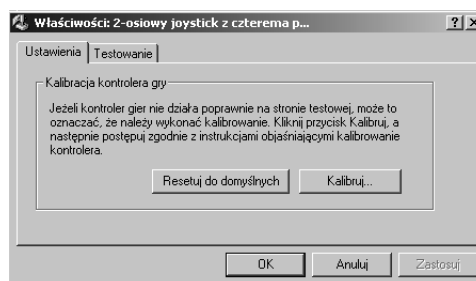 Właściwości: 2-osiowy joystick z czterema p...
Ustawienia Testowanie
Kalibracja kontrolera gry
Jeżeli kontroler gier nie działa poprawnie na stronie testowej, może to
oznaczać, że należy wykonać kalibrowanie. Kliknij przycisk Kalibruj, a
następnie postępuj zgodnie z instrukcjami objaśniającymi kalibrowanie
kontrolera.
Resetuj do domyślnych Kalibruj...
OK Anuluj Zastosuj